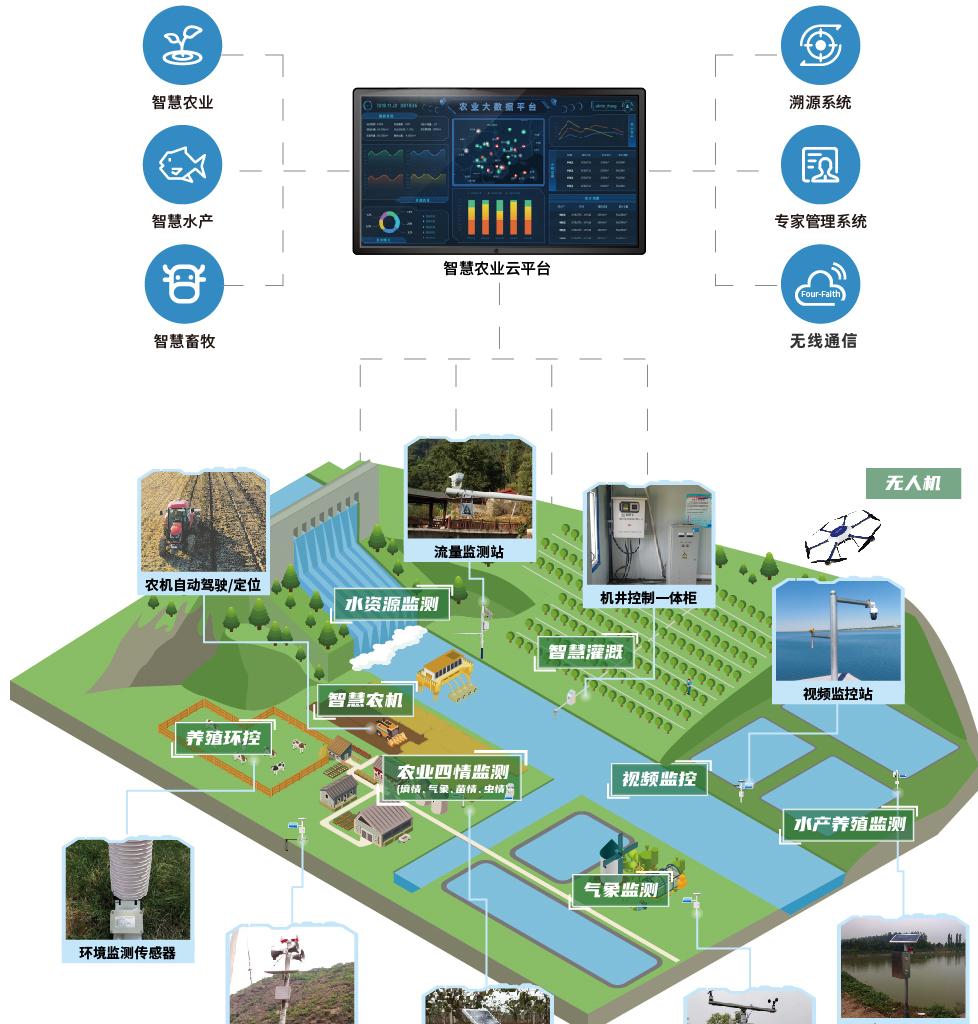 智慧农业
溯源系统
农业大数据平台
智慧水产
专家管理系统
智慧农业云平台
Four-Faith
智慧畜牧
无线通信
无人机
流量监测站
农机自动驾驶/定位
机井控制一体柜
水资源监测
智慧灌溉
视频监控站
智慧农机
养殖环控
农业四情监测
(墒情、气象、苗情、虫情)
视频监控
水产养殖监测
气象监测
环境监测传感器